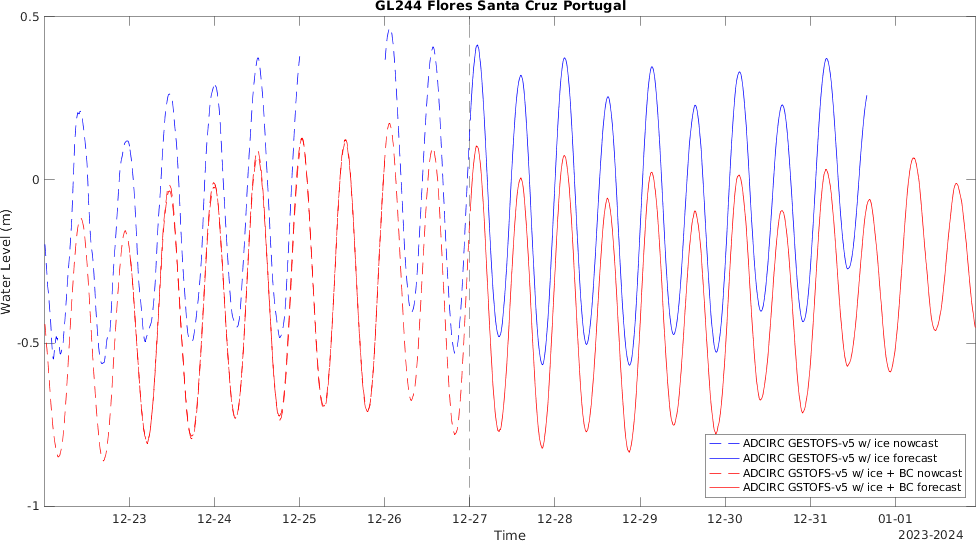 GL244 Flores Santa Cruz Portugal
0.5
0
-0.5
-1
Water Level (m)
12-23
12-24
12-25
12-26
12-27
12-28
12-29
12-30
12-31
01-01
Time
2023-2024
ADCIRC GESTOFS-v5 w/ ice nowcast
ADCIRC GESTOFS-v5 w/ ice forecast
ADCIRC GSTOFS-v5 w/ ice + BC nowcast
ADCIRC GSTOFS-v5 w/ ice + BC forecast